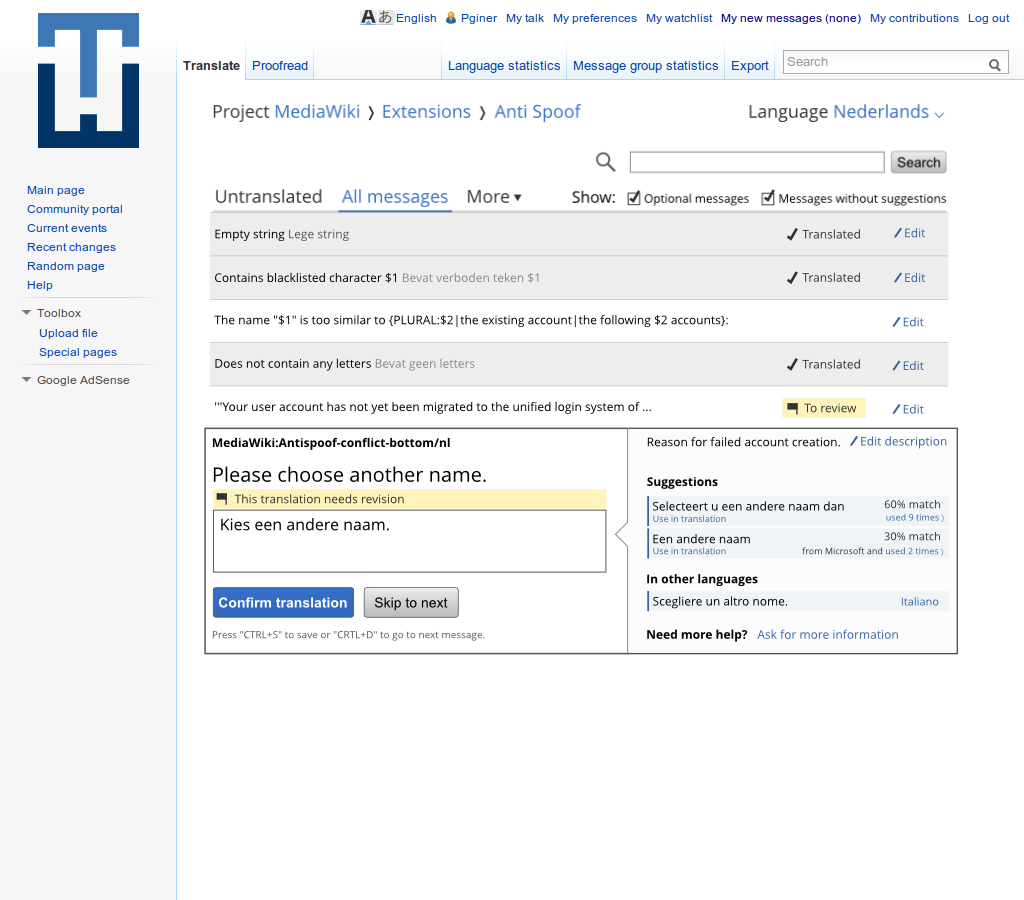 English Pginer My talk My preferences My watchlist My new messages (none) My contributions Log out
Translate Proofread Language statistics Message group statistics Export Search
Project MediaWiki ❭ Extensions ❭ Anti Spoof Language Nederlands
Search
Untranslated All messages More ▾ Show: Optional messages Messages without suggestions
Main page
Community portal
Current events
Recent changes
Random page
Help
Toolbox
Upload file
Special pages
Google AdSense
Empty string Lege string Translated Edit
Contains blacklisted character $1 Bevat verboden teken $1 Translated Edit
The name "$1" is too similar to {PLURAL:$2|the existing account|the following $2 accounts}: Edit
Does not contain any letters Bevat geen letters Translated Edit
'''Your user account has not yet been migrated to the unified login system of ... To review Edit
MediaWiki:Antispoof-conflict-bottom/nl
Please choose another name.
This translation needs revision
Kies een andere naam.
Confirm translation Skip to next
Press "CTRL+S" to save or "CRTL+D" to go to next message.
Reason for failed account creation. Edit description
Suggestions
Selecteert u een andere naam dan 60% match
Use in translation used 9 times ⟩
Een andere naam 30% match
Use in translation from Microsoft and used 2 times ⟩
In other languages
Scegliere un altro nome. Italiano
Need more help? Ask for more information